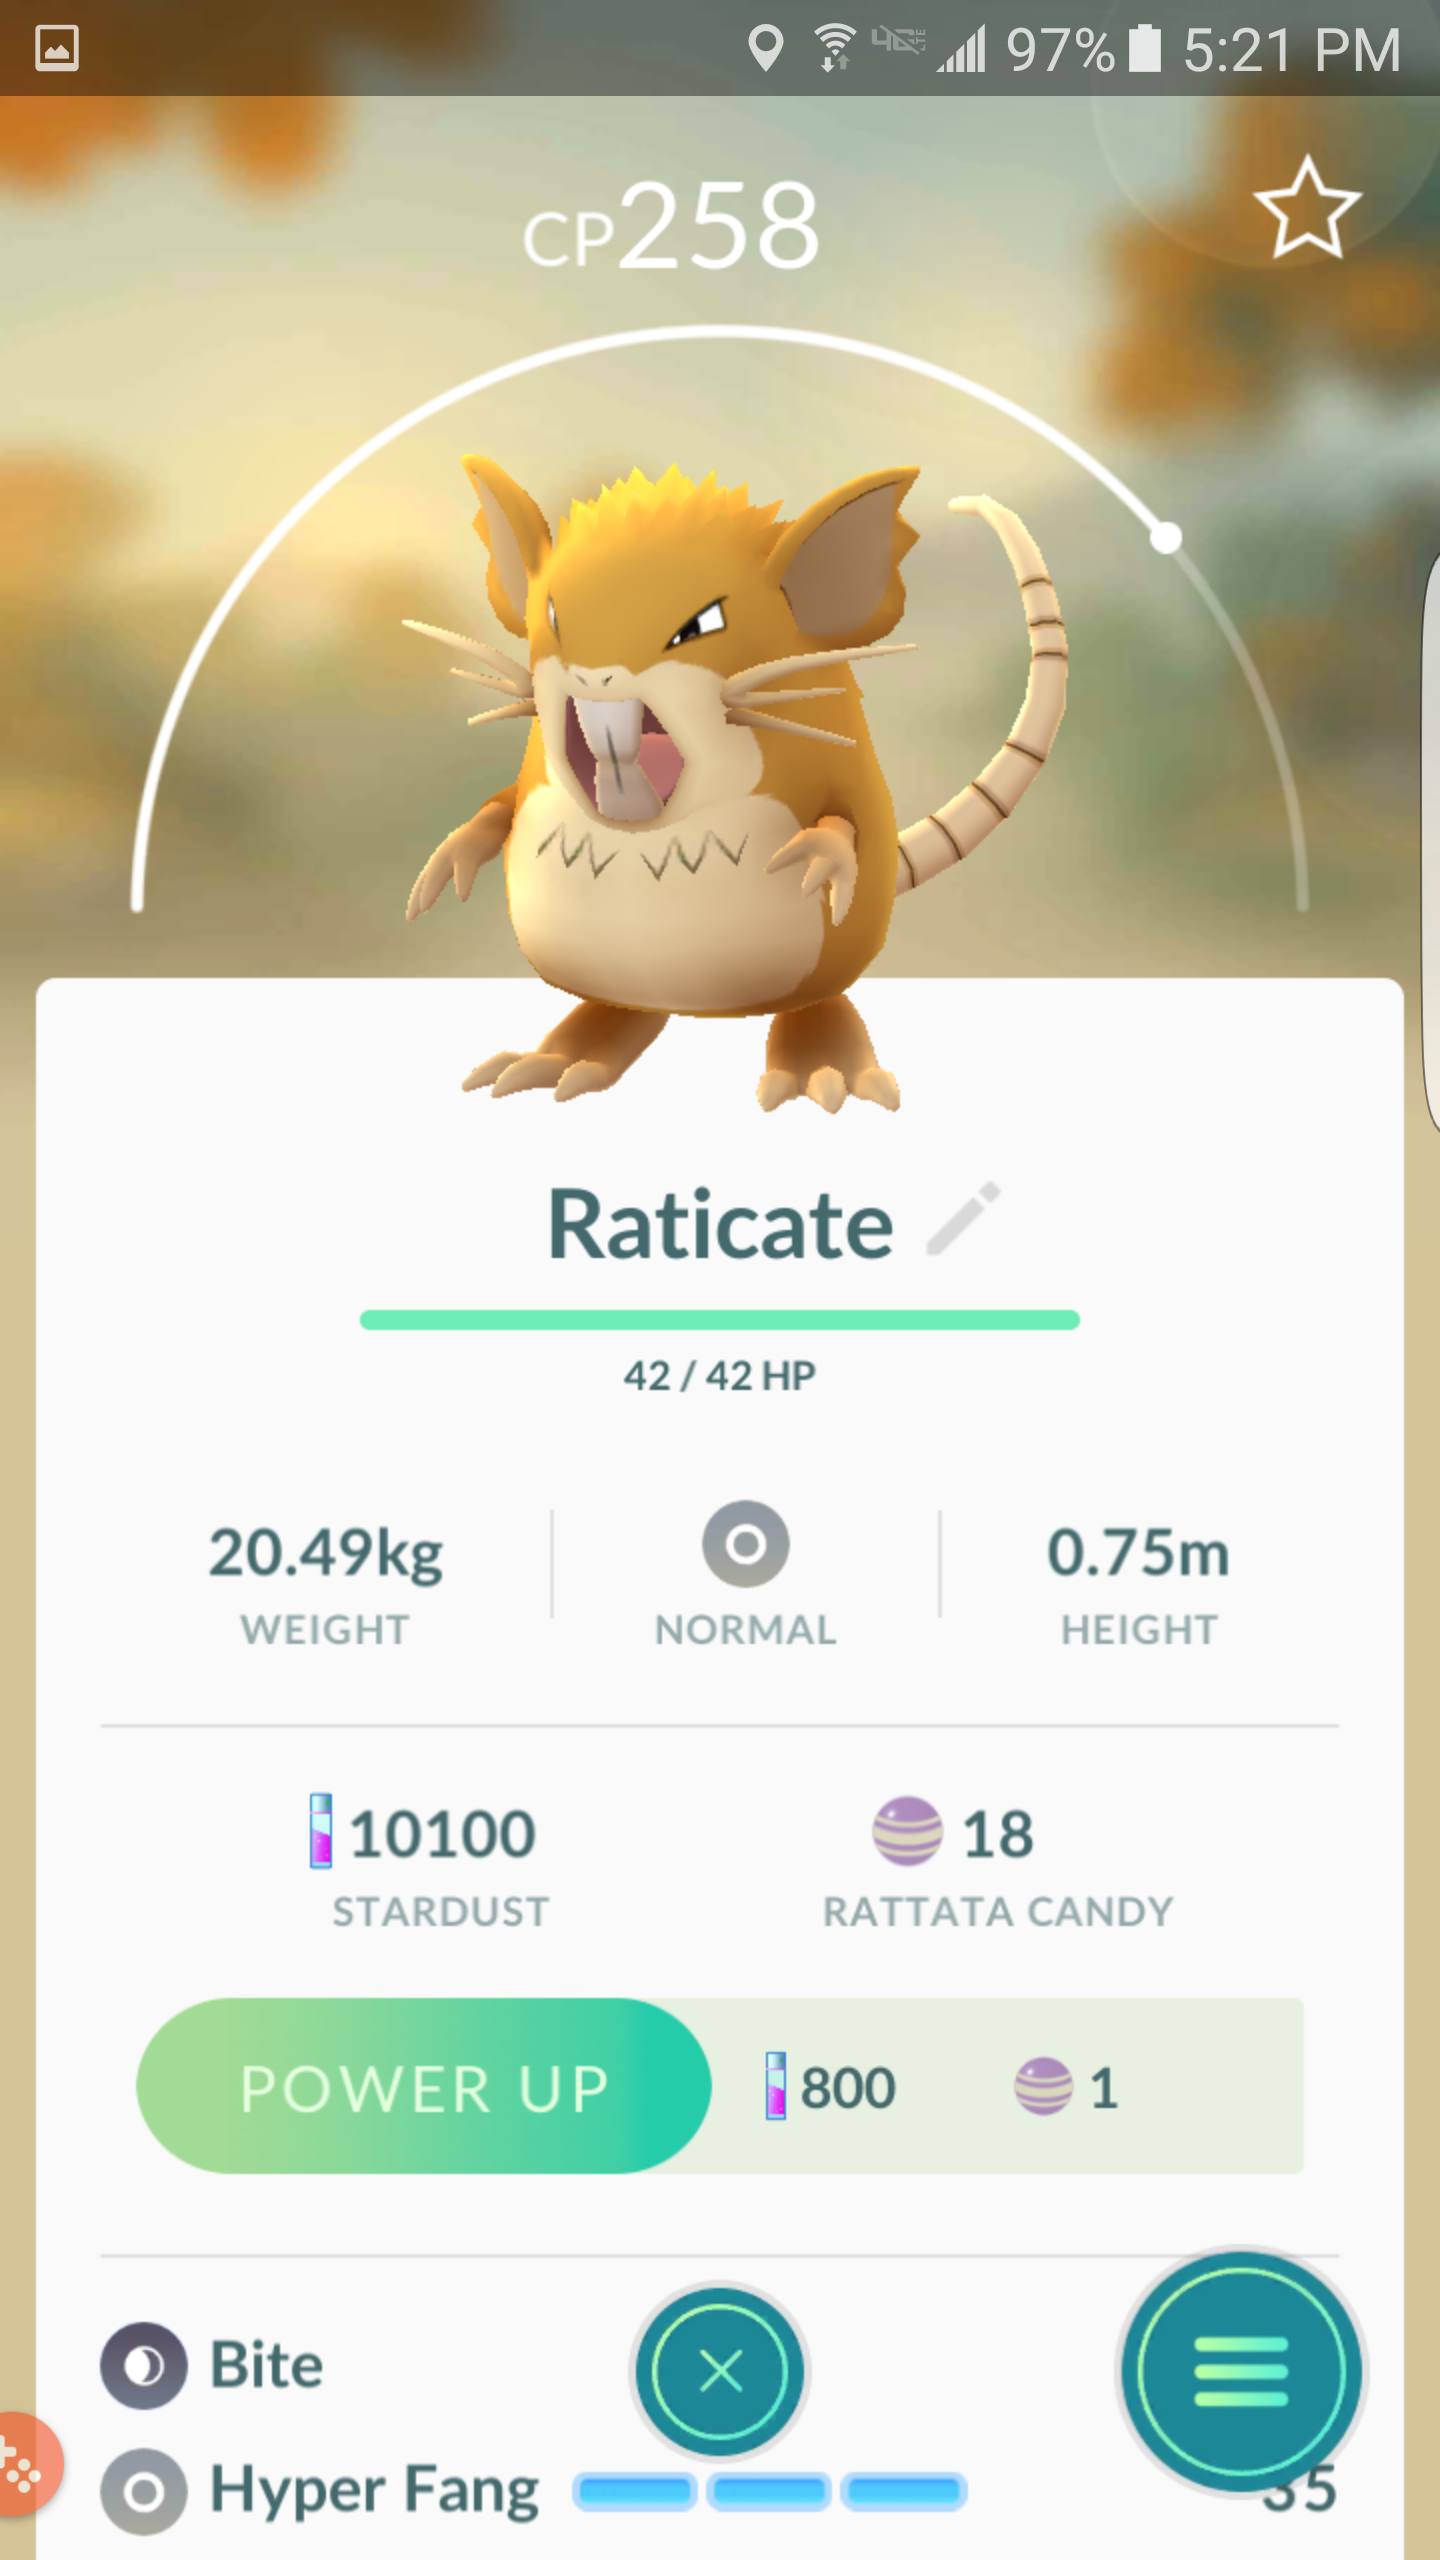 97% 5:21 PM
CP258
Raticate
42 / 42 HP
20.49kg
WEIGHT
NORMAL
0.75m
HEIGHT
10100
STARDUST
18
RATTATA CANDY
POWER UP 800 1
Bite
Hyper Fang 35